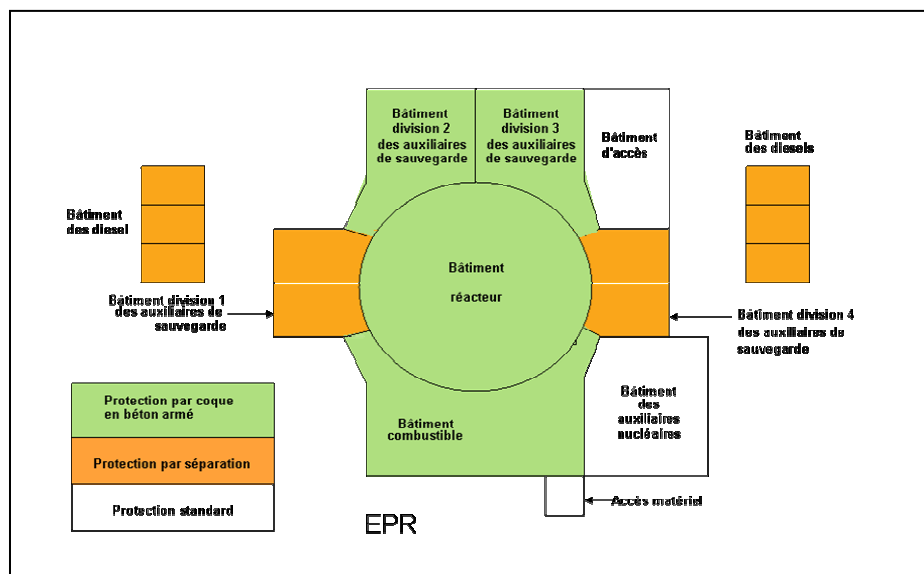 Bâtiment
division 2
des auxiliaires
de sauvegarde
Bâtiment
division 3
des auxiliaires
de sauvegarde
Bâtiment
d'accès
Bâtiment
des diesels
Bâtiment
des diesel
Bâtiment
réacteur
Bâtiment division 1
des auxiliaires de
sauvegarde
Bâtiment division 4
des auxiliaires de
sauvegarde
Protection par coque
en béton armé
Bâtiment
combustible
Bâtiment
des
auxiliaires
nucléaires
Protection par séparation
Protection standard
Accès matériel
EPR